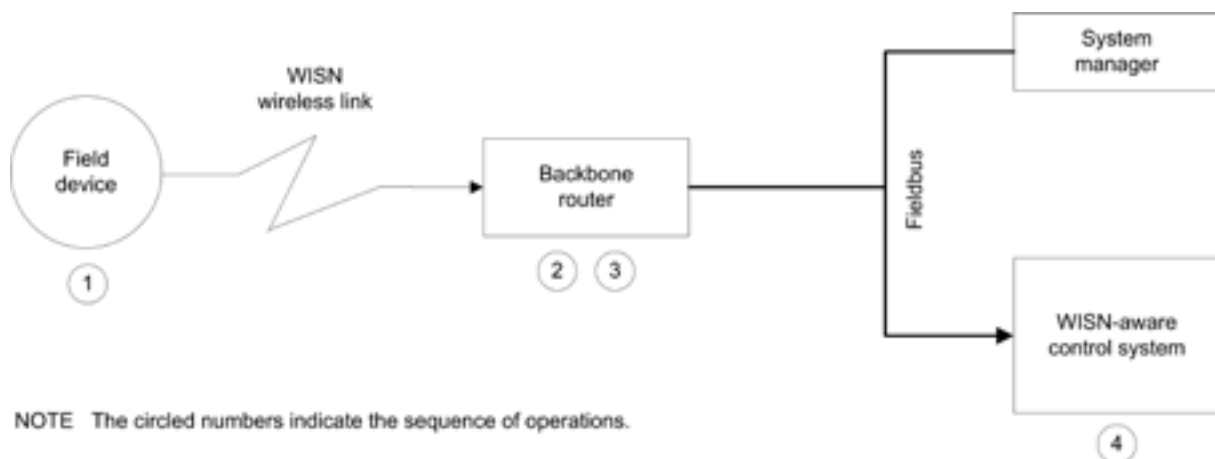 System
manager
WISN
wireless link
Field
device
Backbone
router
Fieldbus
1
2
3
WISN-aware
control system
NOTE The circled numbers indicate the sequence of operations.
4